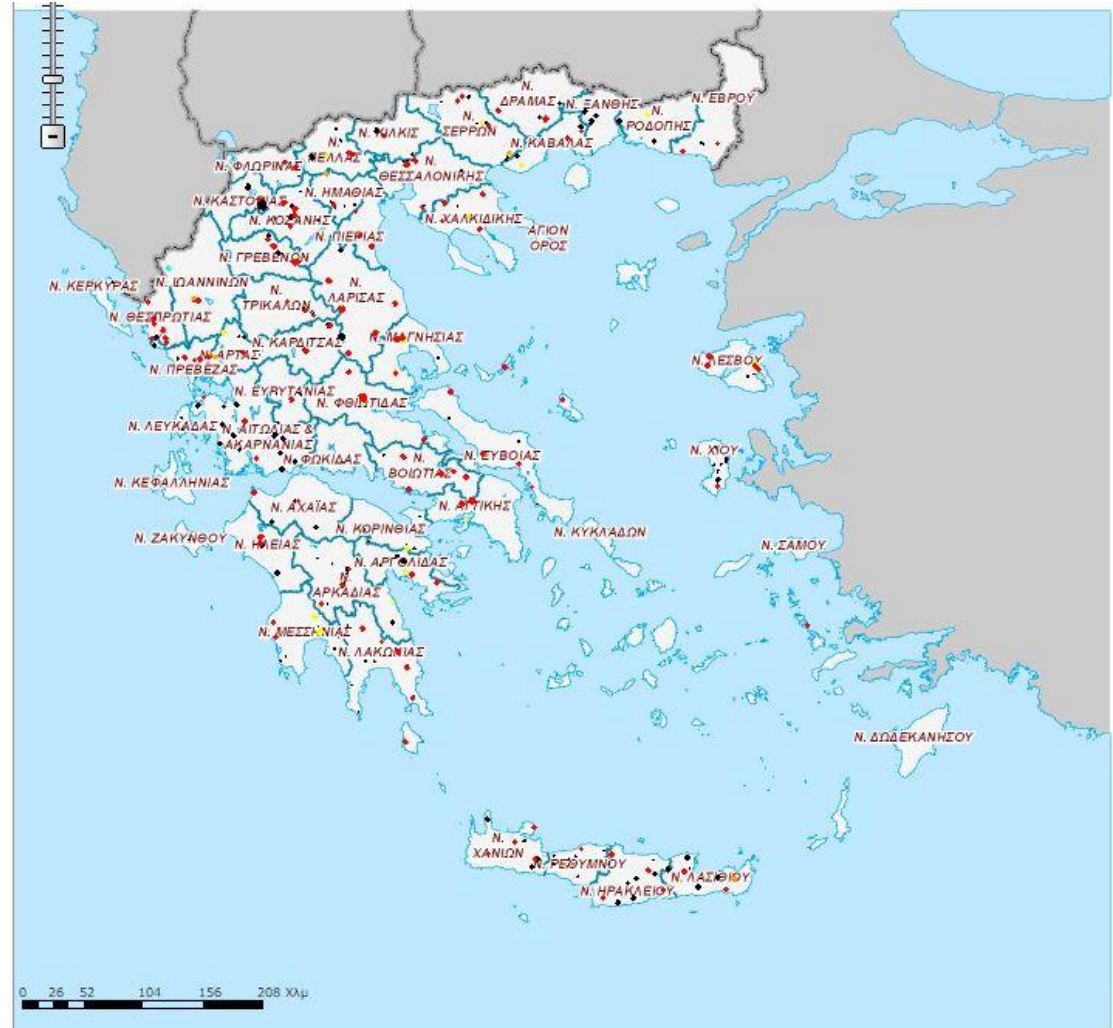 Ν. ΕΒΡΟΥ
Ν.
ΔΡΑΜΑΣ
Ν. ΞΑΝΘΗΣ
Ν.
ΡΟΔΟΠΗΣ
Ν. ΚΙΛΚΙΣ
Ν.
ΣΕΡΡΩΝ
Ν. ΚΑΒΑΛΑΣ
Ν.
ΠΕΛΛΑΣ
Ν. ΦΛΩΡΙΝΑΣ
Ν.
ΘΕΣΣΑΛΟΝΙΚΗΣ
Ν. ΗΜΑΘΙΑΣ
Ν. ΚΑΣΤΟΡΙΑΣ
Ν. ΚΟΖΑΝΗΣ
Ν. ΧΑΛΚΙΔΙΚΗΣ
ΑΓΙΟΝ
ΟΡΟΣ
Ν. ΠΙΕΡΙΑΣ
Ν. ΓΡΕΒΕΝΩΝ
Ν. ΚΕΡΚΥΡΑΣ
Ν. ΙΩΑΝΝΙΝΩΝ
Ν.
ΤΡΙΚΑΛΩΝ
Ν.
ΛΑΡΙΣΑΣ
Ν. ΘΕΣΠΡΩΤΙΑΣ
Ν. ΚΑΡΔΙΤΣΑΣ
Ν. ΜΑΓΝΗΣΙΑΣ
Ν. ΑΡΤΑΣ
Ν. ΠΡΕΒΕΖΑΣ
Ν. ΛΕΣΒΟΥ
Ν. ΕΥΡΥΤΑΝΙΑΣ
Ν. ΦΘΙΩΤΙΔΑΣ
Ν. ΛΕΥΚΑΔΑΣ
Ν. ΑΙΤΩΛΙΑΣ &
ΑΚΑΡΝΑΝΙΑΣ
Ν. ΦΩΚΙΔΑΣ
Ν.
ΒΟΙΩΤΙΑΣ
Ν. ΕΥΒΟΙΑΣ
Ν. ΧΙΟΥ
Ν. ΚΕΦΑΛΛΗΝΙΑΣ
Ν. ΑΧΑΪΑΣ
Ν. ΑΤΤΙΚΗΣ
Ν. ΚΟΡΙΝΘΙΑΣ
Ν. ΚΥΚΛΑΔΩΝ
Ν. ΖΑΚΥΝΘΟΥ
Ν. ΗΛΕΙΑΣ
Ν. ΣΑΜΟΥ
Ν. ΑΡΓΟΛΙΔΑΣ
Ν.
ΑΡΚΑΔΙΑΣ
Ν. ΜΕΣΣΗΝΙΑΣ
Ν. ΛΑΚΩΝΙΑΣ
Ν. ΔΩΔΕΚΑΝΗΣΟΥ
Ν.
ΧΑΝΙΩΝ
Ν. ΡΕΘΥΜΝΟΥ
Ν. ΛΑΣΙΘΙΟΥ
Ν. ΗΡΑΚΛΕΙΟΥ
0 26 52 104 156 208 Χλμ